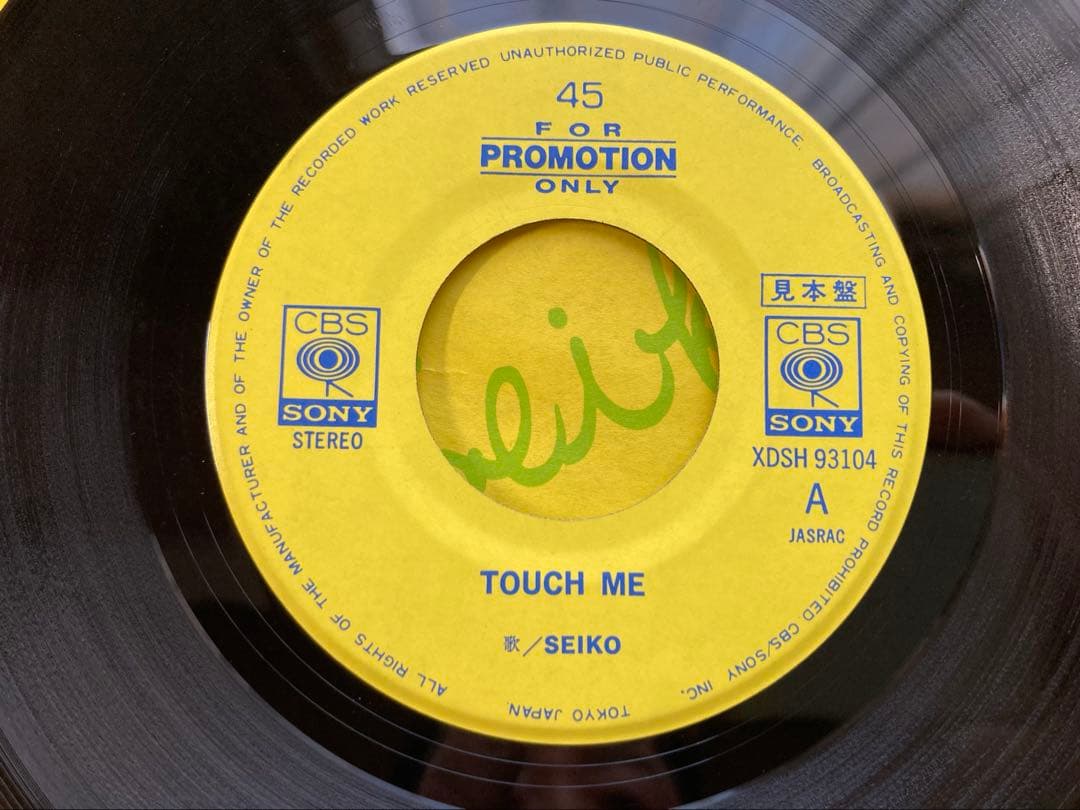 ALL RIGHTS OF THE MANUFACTURER AND OF THE OWNER OF THE RECORDED WORK RESERVED UNAUTHORIZED PUBLIC PERFORMANCE. BROADCASTING AND COPYING OF THIS RECORD PROHIBITED CBS/SONY INC.
TOKYO JAPAN.
45
FOR
PROMOTION
ONLY
CBS
SONY
STEREO
見本盤
CBS
SONY
XDSH 93104
A
JASRAC
TOUCH ME
歌/SEIKO